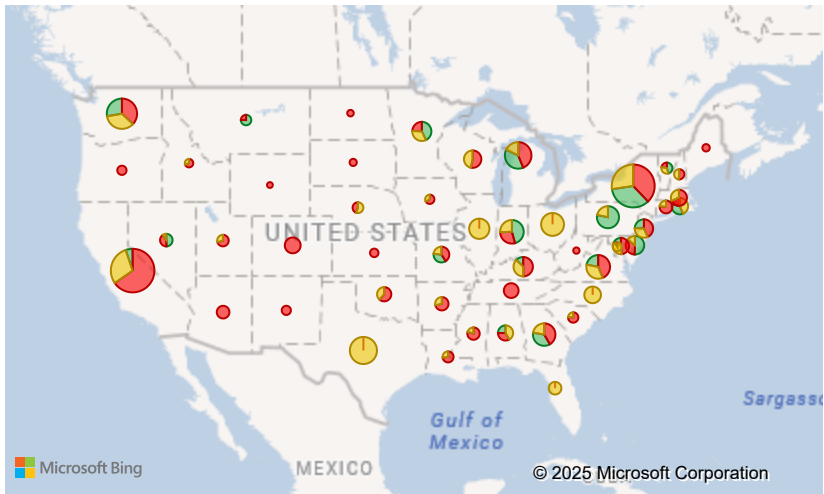 UNITED STATES
Gulf of
Mexico
Sargasso
MEXICO
Microsoft Bing
© 2025 Microsoft Corporation